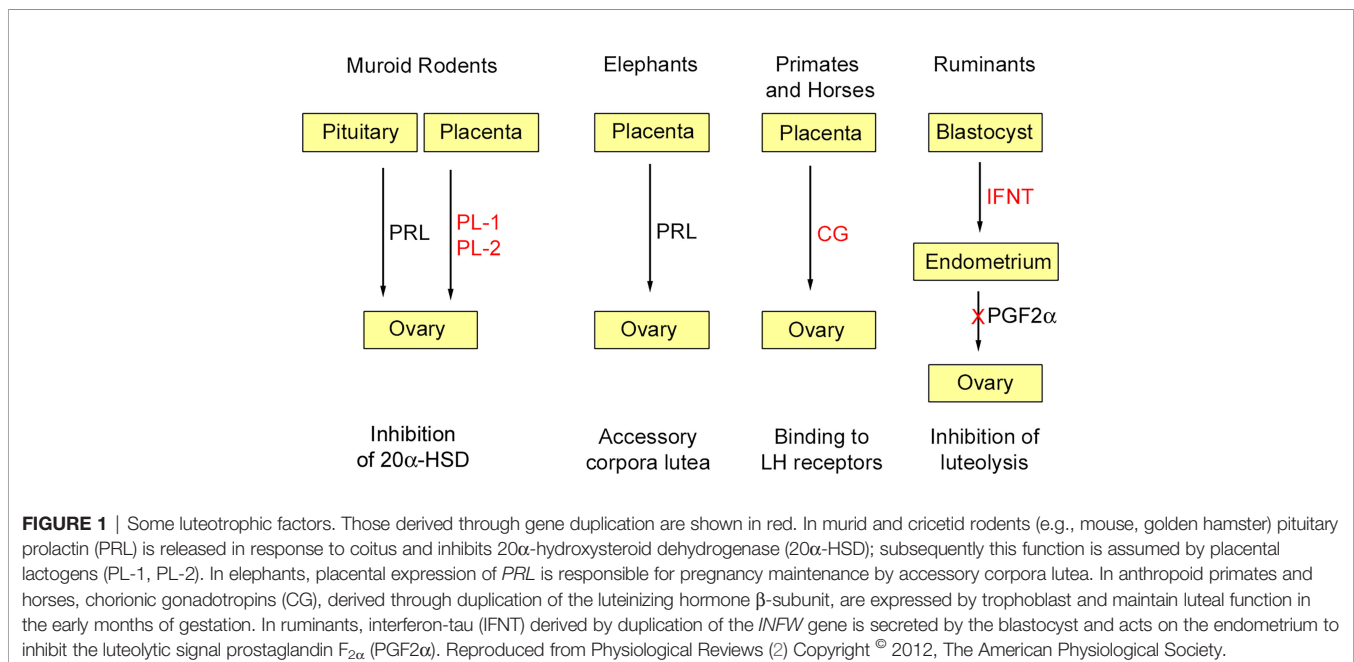 Muroid Rodents
Elephants
Primates
and Horses
Ruminants
Pituitary
Placenta
Placenta
Placenta
Blastocyst
PRL
PL-1
PL-2
PRL
CG
IFNT
Endometrium
X PGF2α
Ovary
Ovary
Ovary
Ovary
Inhibition
of 20α-HSD
Accessory
corpora lutea
Binding to
LH receptors
Inhibition of
luteolysis
FIGURE 1 | Some luteotrophic factors. Those derived through gene duplication are shown in red. In murid and cricetid rodents (e.g., mouse, golden hamster) pituitary
prolactin (PRL) is released in response to coitus and inhibits 20α-hydroxysteroid dehydrogenase (20α-HSD); subsequently this function is assumed by placental
lactogens (PL-1, PL-2). In elephants, placental expression of PRL is responsible for pregnancy maintenance by accessory corpora lutea. In anthropoid primates and
horses, chorionic gonadotropins (CG), derived through duplication of the luteinizing hormone β-subunit, are expressed by trophoblast and maintain luteal function in
the early months of gestation. In ruminants, interferon-tau (IFNT) derived by duplication of the INFW gene is secreted by the blastocyst and acts on the endometrium to
inhibit the luteolytic signal prostaglandin F2α (PGF2α). Reproduced from Physiological Reviews (2) Copyright © 2012, The American Physiological Society.